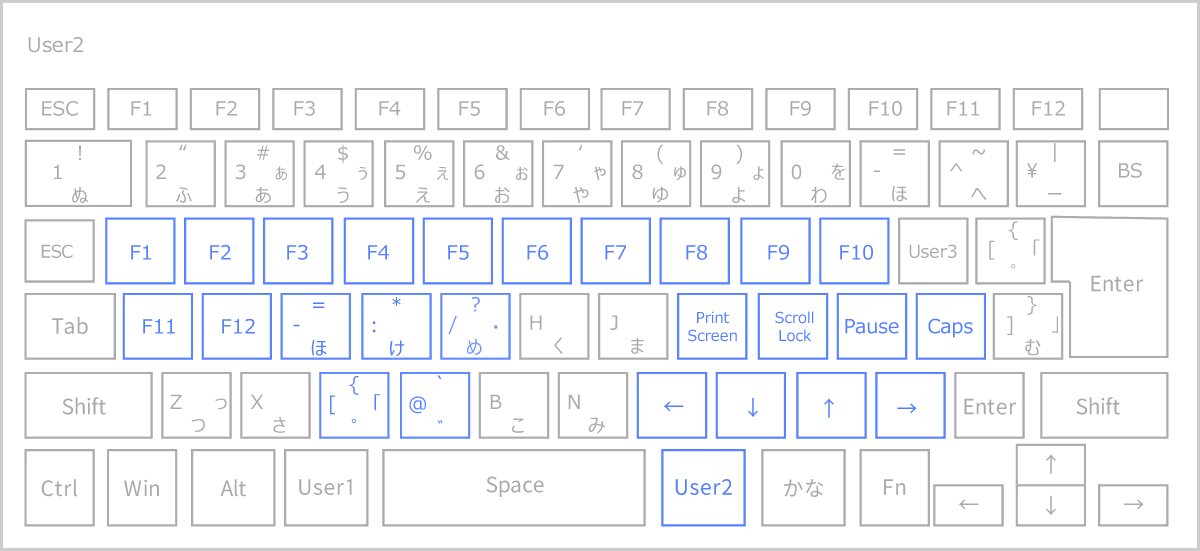 User2
ESC F1 F2 F3 F4 F5 F6 F7 F8 F9 F10 F11 F12
! “ # $ % & ‘ ( ) = ~ |
1 2 3 ぁ 4 ぅ 5 ぇ 6 ぉ 7 ゃ 8 ゅ 9 ょ 0 を - ^ ¥ BS
ぬ ふ あ う え お や ゆ よ わ ほ へ ー
ESC F1 F2 F3 F4 F5 F6 F7 F8 F9 F10 User3 { [ 「 ゜ Enter
= * ? }
Tab F11 F12 - : / ・ H J Print Screen Scroll Lock Pause Caps ] 」
ほ け め く ま む
{ `
Shift Z っ X [ 「 @ B N ← ↓ ↑ → Enter Shift
つ さ ゜ ゛ こ み
Ctrl Win Alt User1 Space User2 かな Fn ↑
← ↓ →